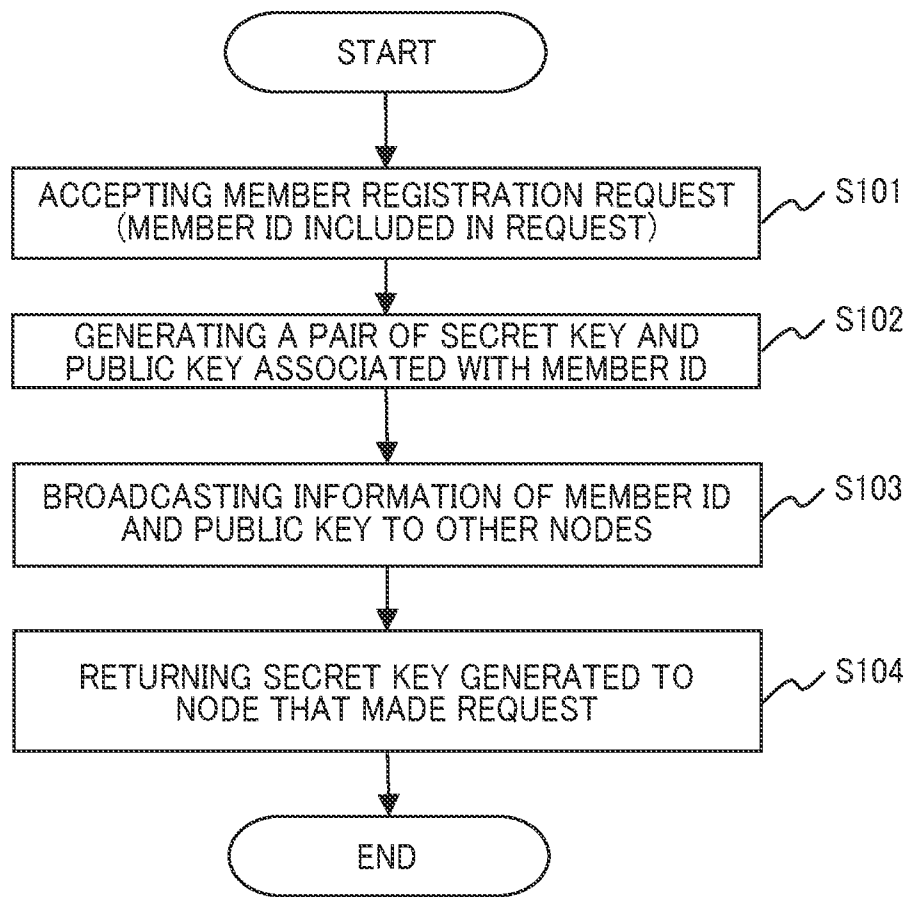 START
ACCEPTING MEMBER REGISTRATION REQUEST
(MEMBER ID INCLUDED IN REQUEST)
S101
GENERATING A PAIR OF SECRET KEY AND
PUBLIC KEY ASSOCIATED WITH MEMBER ID
S102
BROADCASTING INFORMATION OF MEMBER ID
AND PUBLIC KEY TO OTHER NODES
S103
RETURNING SECRET KEY GENERATED TO
NODE THAT MADE REQUEST
S104
END